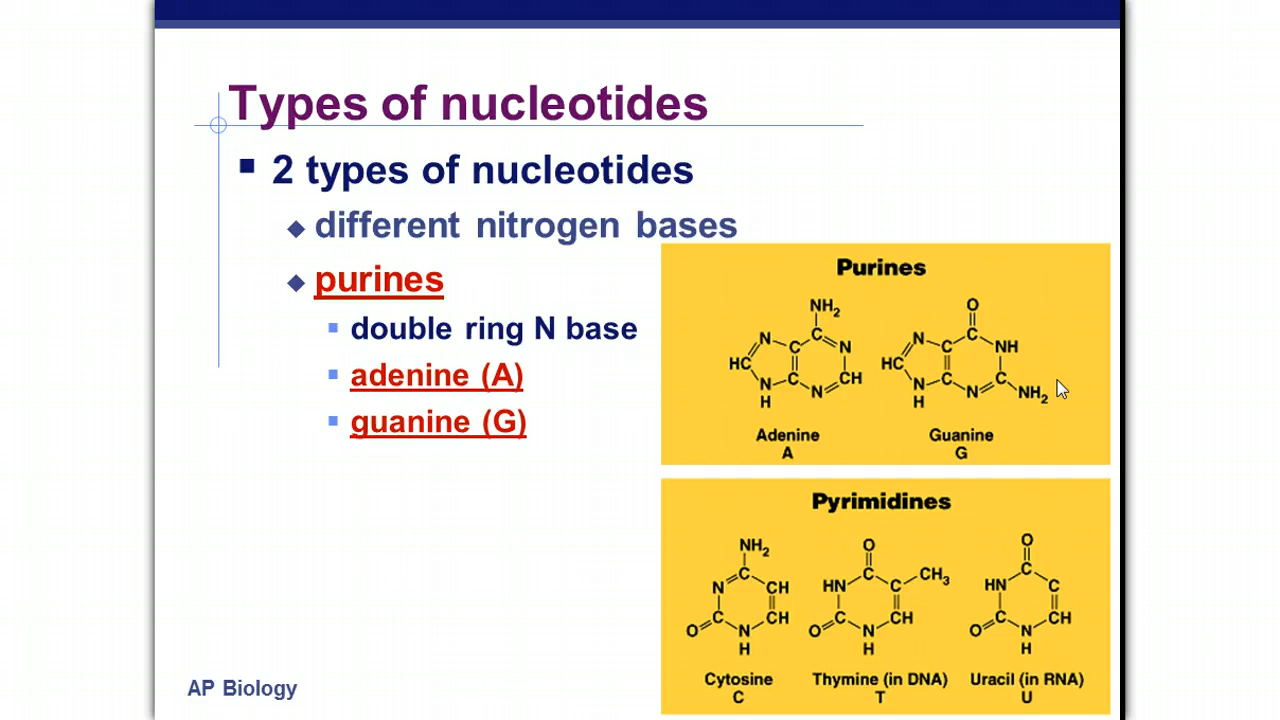 Types of nucleotides
2 types of nucleotides
different nitrogen bases
purines
double ring N base
adenine (A)
guanine (G)
Purines
NH2
N
C
C
N
HC
N
H
C
N
CH
Adenine
A
O
N
C
C
NH
HC
N
H
C
N
C
NH2
Guanine
G
Pyrimidines
NH2
C
N
CH
C
CH
O
N
H
Cytosine
C
O
C
CH3
HN
C
C
CH
O
N
H
Thymine (in DNA)
T
O
C
HN
C
C
CH
O
N
H
Uracil (in RNA)
U
AP Biology